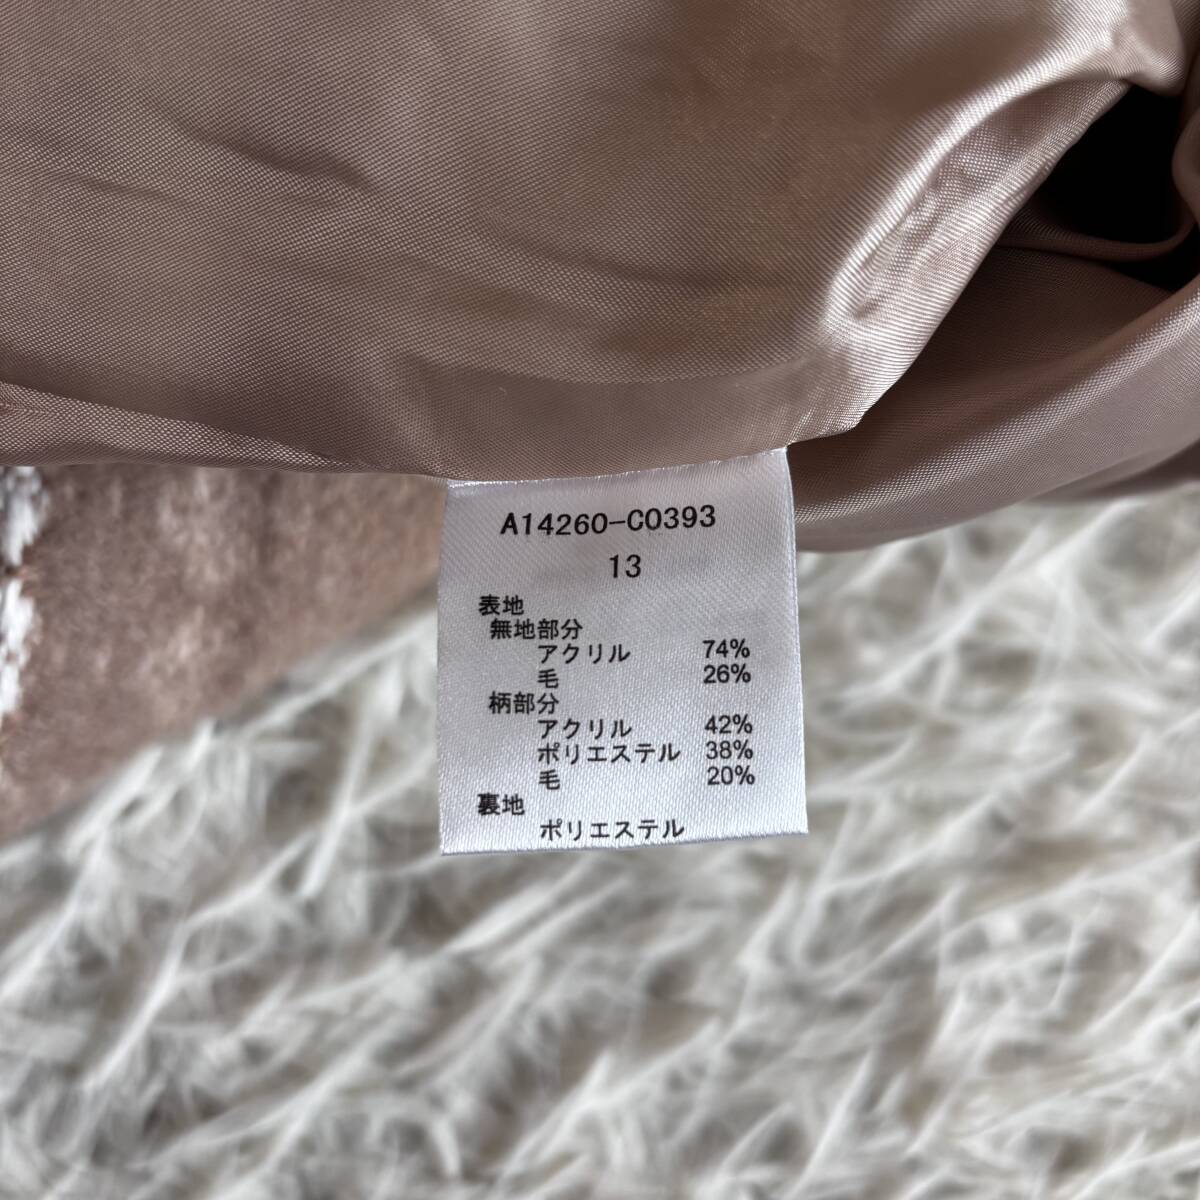 A14260-C0393
13
表地
無地部分
アクリル 74%
毛 26%
柄部分
アクリル 42%
ポリエステル 38%
毛 20%
裏地
ポリエステル